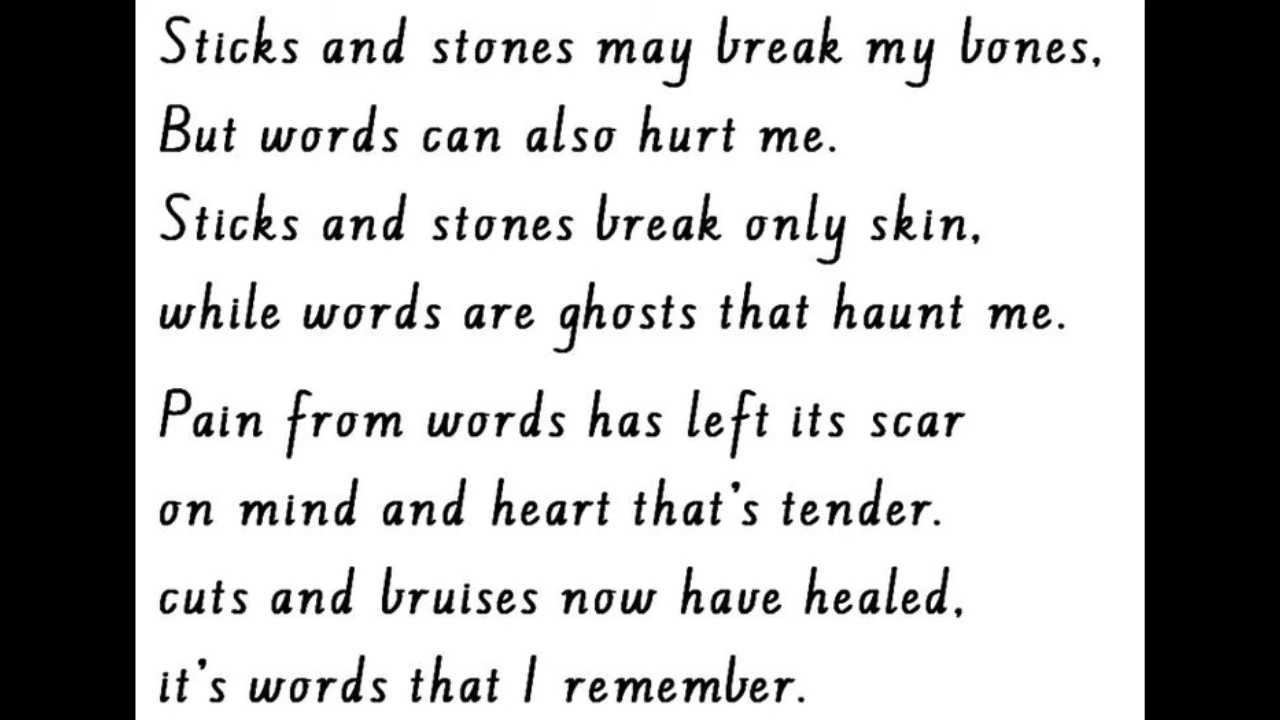 Sticks and stones may break my bones,
But words can also hurt me.
Sticks and stones break only skin,
while words are ghosts that haunt me.
Pain from words has left its scar
on mind and heart that's tender.
cuts and bruises now have healed,
it's words that I remember.